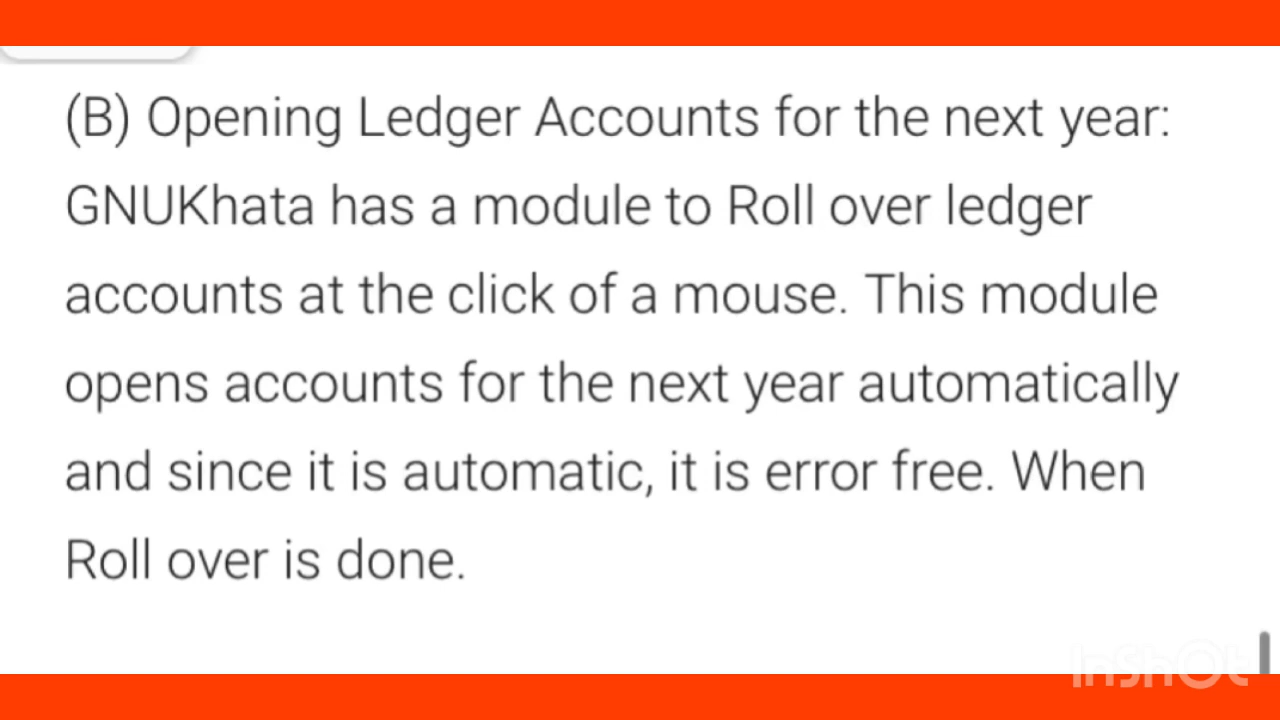 (B) Opening Ledger Accounts for the next year:
GNUKhata has a module to Roll over ledger
accounts at the click of a mouse. This module
opens accounts for the next year automatically
and since it is automatic, it is error free. When
Roll over is done.
InShOt